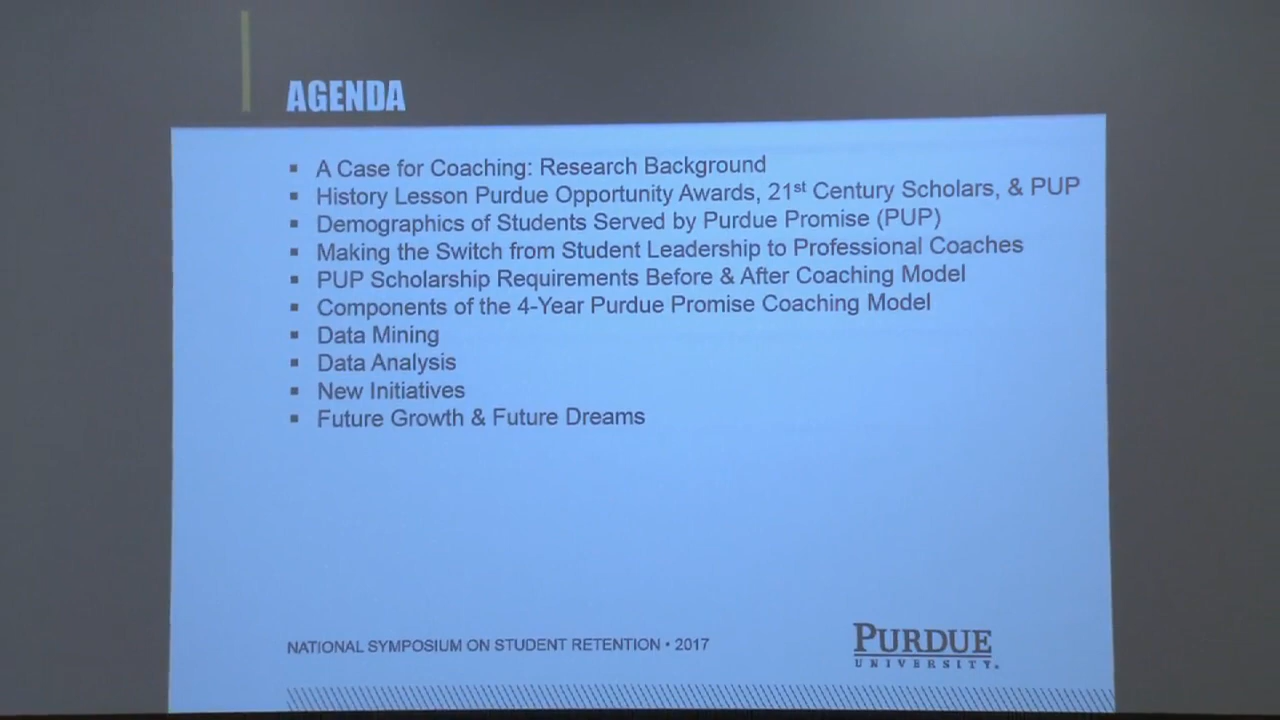 AGENDA
▪ A Case for Coaching: Research Background
▪ History Lesson Purdue Opportunity Awards, 21st Century Scholars, & PUP
▪ Demographics of Students Served by Purdue Promise (PUP)
▪ Making the Switch from Student Leadership to Professional Coaches
▪ PUP Scholarship Requirements Before & After Coaching Model
▪ Components of the 4-Year Purdue Promise Coaching Model
▪ Data Mining
▪ Data Analysis
▪ New Initiatives
▪ Future Growth & Future Dreams
NATIONAL SYMPOSIUM ON STUDENT RETENTION • 2017
PURDUE
UNIVERSITY.